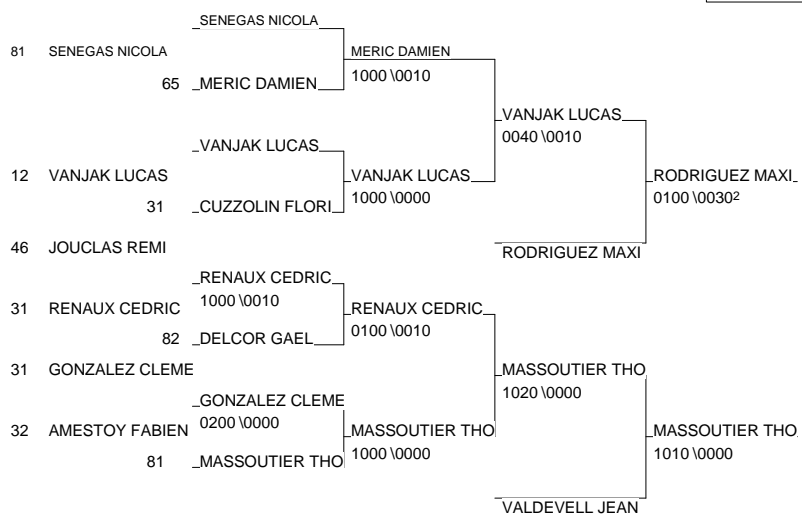 SENEGAS NICOLA
81 SENEGAS NICOLA MERIC DAMIEN
65 MERIC DAMIEN 1000 \0010
VANJAK LUCAS
0040 \0010
VANJAK LUCAS
12 VANJAK LUCAS VANJAK LUCAS RODRIGUEZ MAXI
1000 \0000 0100 \0030²
31 CUZZOLIN FLORI
46 JOUCLAS REMI RODRIGUEZ MAXI
RENAUX CEDRIC
1000 \0010
31 RENAUX CEDRIC RENAUX CEDRIC
0100 \0010
82 DELCOR GAEL
31 GONZALEZ CLEME MASSOUTIER THO
1020 \0000
GONZALEZ CLEME
0200 \0000
32 AMESTOY FABIEN MASSOUTIER THO MASSOUTIER THO
1000 \0000 1010 \0000
81 MASSOUTIER THO
VALDEVELL JEAN